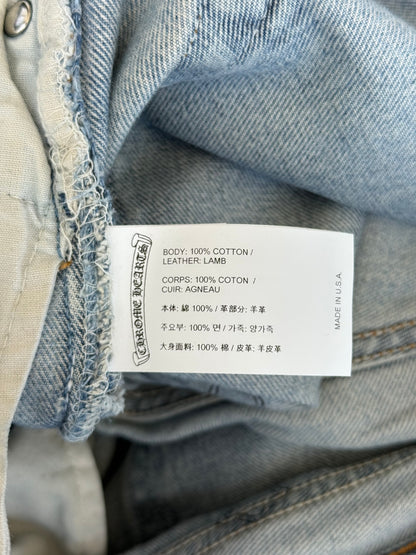 CHROME HEARTS
BODY: 100% COTTON /
LEATHER: LAMB
CORPS: 100% COTON /
CUIR: AGNEAU
本体: 綿 100% / 革部分: 羊革
주요부: 100% 면 / 가죽: 양가죽
大身面料: 100% 棉 / 皮革: 羊皮革
MADE IN U.S.A.